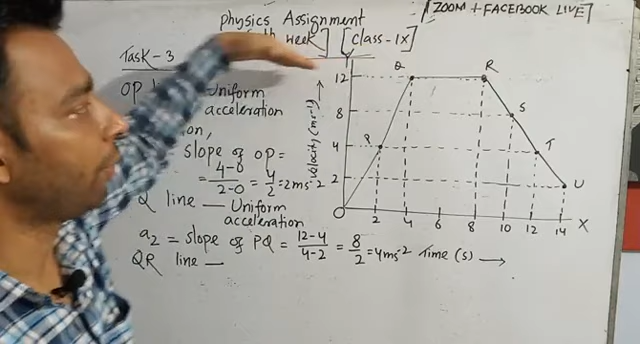 Physics Assignment
week] [Class-IX]
[ZOOM + FACEBOOK LIVE]
Task-3
OP Uniform
acceleration
slope of OP =
= 4-0/2-0 = 4/2 = 2ms-2
Q line — Uniform
acceleration
a2 = slope of PQ = 12-4/4-2 = 8/2 = 4ms-2
QR line —
Y
velocity (ms-1)
12
8
4
2
O
2 4 6 8 10 12 14 X
Time (s)
Q
R
S
T
U